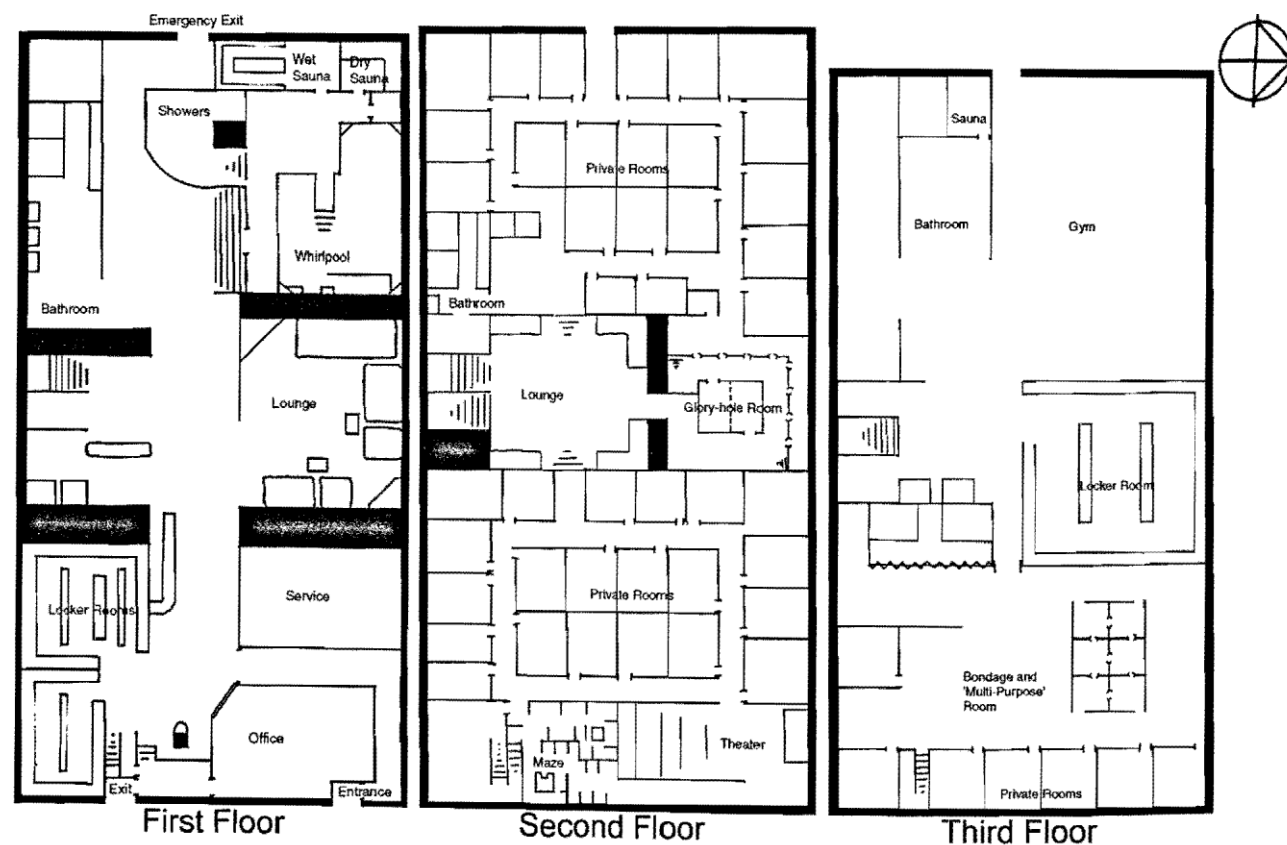 Emergency Exit
Wet
Sauna
Dry
Sauna
Showers
Whirlpool
Bathroom
Lounge
Locker Rooms
Service
Office
Exit
Entrance
First Floor
Private Rooms
Bathroom
Lounge
Glory-hole Room
Private Rooms
Maze
Theater
Second Floor
Sauna
Bathroom
Gym
Locker Room
Bondage and
'Multi-Purpose'
Room
Private Rooms
Third Floor